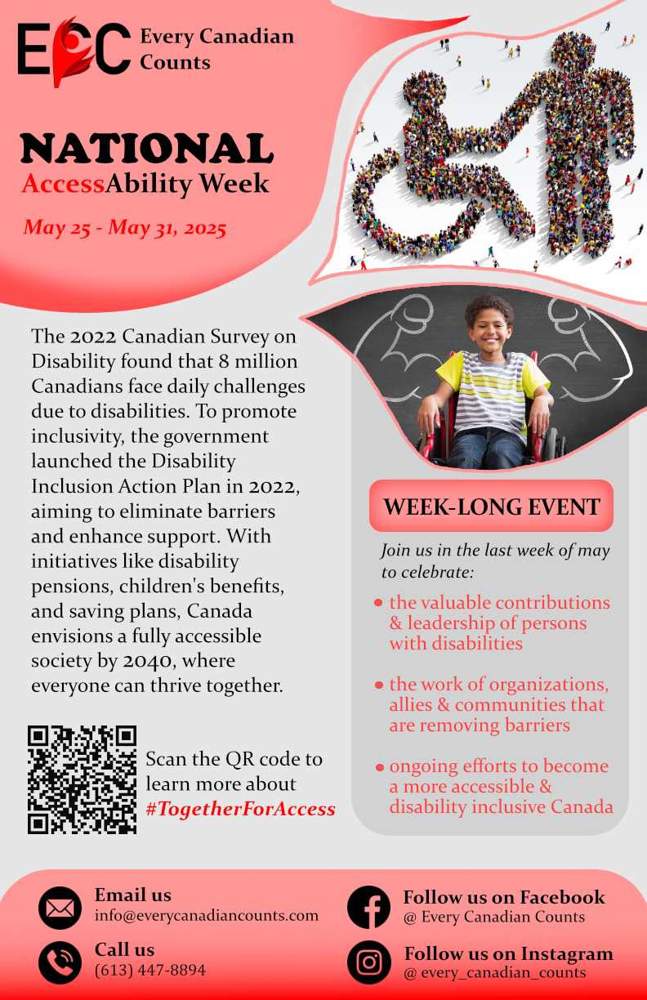 ECC
Every Canadian
Counts
NATIONAL
AccessAbility Week
May 25 - May 31, 2025
The 2022 Canadian Survey on
Disability found that 8 million
Canadians face daily challenges
due to disabilities. To promote
inclusivity, the government
launched the Disability
Inclusion Action Plan in 2022,
aiming to eliminate barriers
and enhance support. With
initiatives like disability
pensions, children's benefits,
and saving plans, Canada
envisions a fully accessible
society by 2040, where
everyone can thrive together.
Scan the QR code to
learn more about
#TogetherForAccess
WEEK-LONG EVENT
Join us in the last week of may
to celebrate:
• the valuable contributions
& leadership of persons
with disabilities
• the work of organizations,
allies & communities that
are removing barriers
• ongoing efforts to become
a more accessible &
disability inclusive Canada
Email us
info@everycanadiancounts.com
Call us
(613) 447-8894
Follow us on Facebook
@ Every Canadian Counts
Follow us on Instagram
@ every_canadian_counts